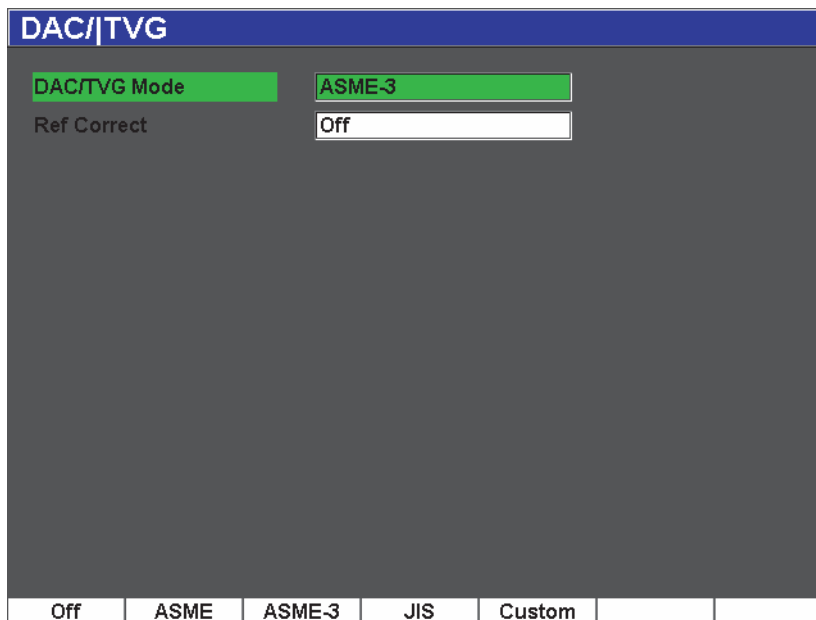 DAC/|TVG
DAC/TVG Mode ASME-3
Ref Correct Off
Off ASME ASME-3 JIS Custom